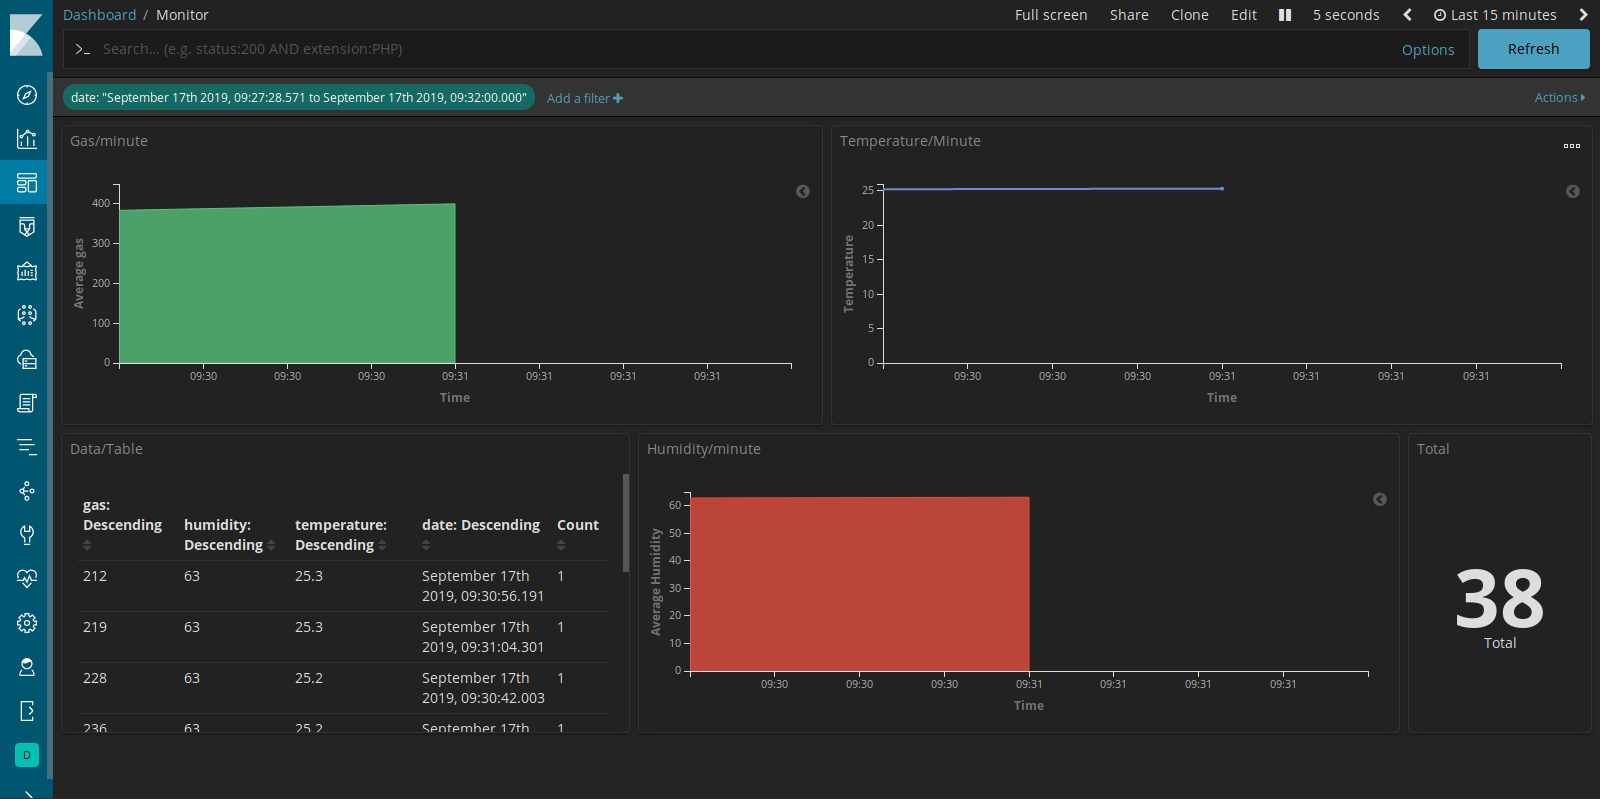 Dashboard / Monitor
Full screen Share Clone Edit 5 seconds Last 15 minutes
>_ Search... (e.g. status:200 AND extension:PHP) Options Refresh
date: "September 17th 2019, 09:27:28.571 to September 17th 2019, 09:32:00.000" Add a filter + Actions
Gas/minute
400
300
200
100
0
Average gas
09:30 09:30 09:30 09:31 09:31 09:31 09:31
Time
Temperature/Minute
25
20
15
10
5
0
Temperature
09:30 09:30 09:30 09:31 09:31 09:31 09:31
Time
Data/Table
gas: Descending humidity: Descending temperature: Descending date: Descending Count
212 63 25.3 September 17th 2019, 09:30:56.191 1
219 63 25.3 September 17th 2019, 09:31:04.301 1
228 63 25.2 September 17th 2019, 09:30:42.003 1
236 63 25.2 September 17th 1
Humidity/minute
60
50
40
30
20
10
0
Average Humidity
09:30 09:30 09:30 09:31 09:31 09:31 09:31
Time
Total
38
Total
D